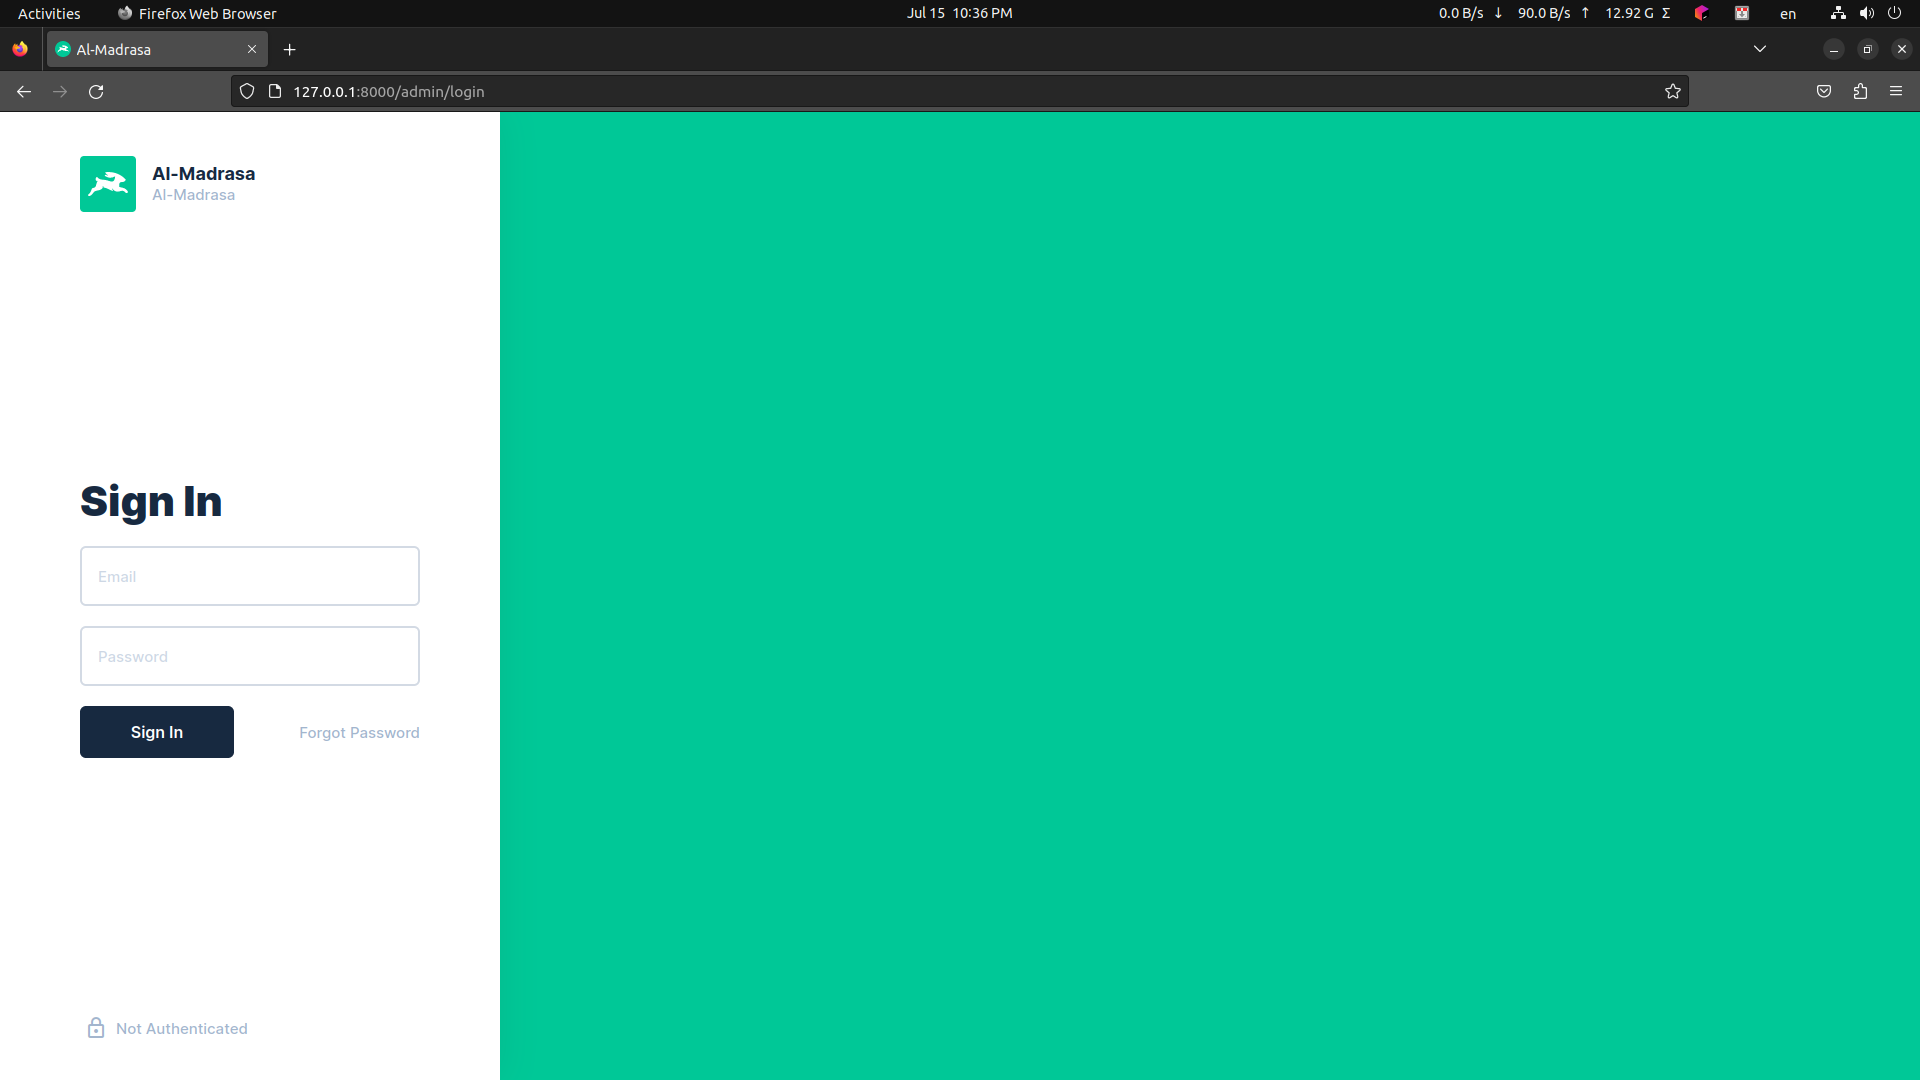 Activities Firefox Web Browser Jul 15 10:36 PM 0.0 B/s ↓ 90.0 B/s ↑ 12.92 G Σ en
Al-Madrasa
127.0.0.1:8000/admin/login
Al-Madrasa
Al-Madrasa
Sign In
Email
Password
Sign In Forgot Password
Not Authenticated